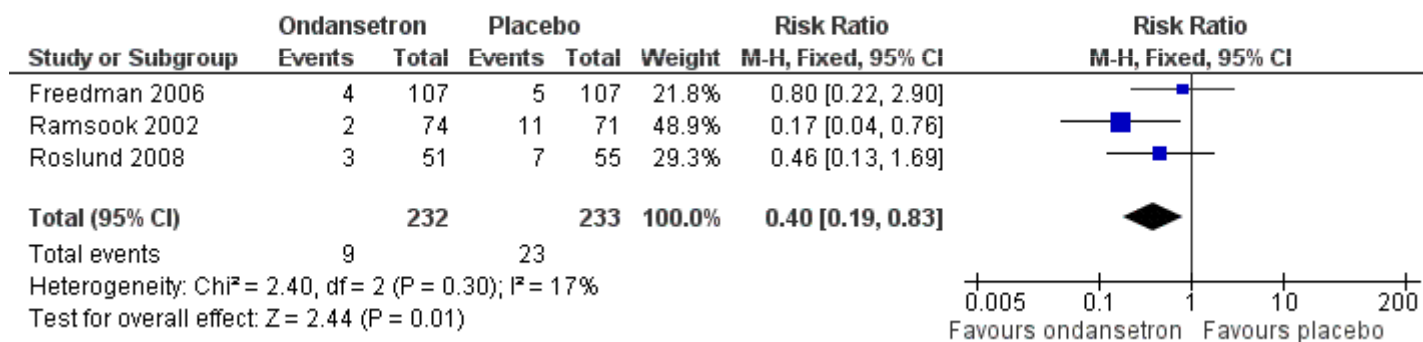 Ondansetron Placebo Risk Ratio Risk Ratio
Study or Subgroup Events Total Events Total Weight M-H, Fixed, 95% CI M-H, Fixed, 95% CI
Freedman 2006 4 107 5 107 21.8% 0.80 [0.22, 2.90]
Ramsook 2002 2 74 11 71 48.9% 0.17 [0.04, 0.76]
Roslund 2008 3 51 7 55 29.3% 0.46 [0.13, 1.69]
Total (95% CI) 232 233 100.0% 0.40 [0.19, 0.83]
Total events 9 23
Heterogeneity: Chi² = 2.40, df = 2 (P = 0.30); I² = 17%
Test for overall effect: Z = 2.44 (P = 0.01)
0.005 0.1 1 10 200
Favours ondansetron Favours placebo